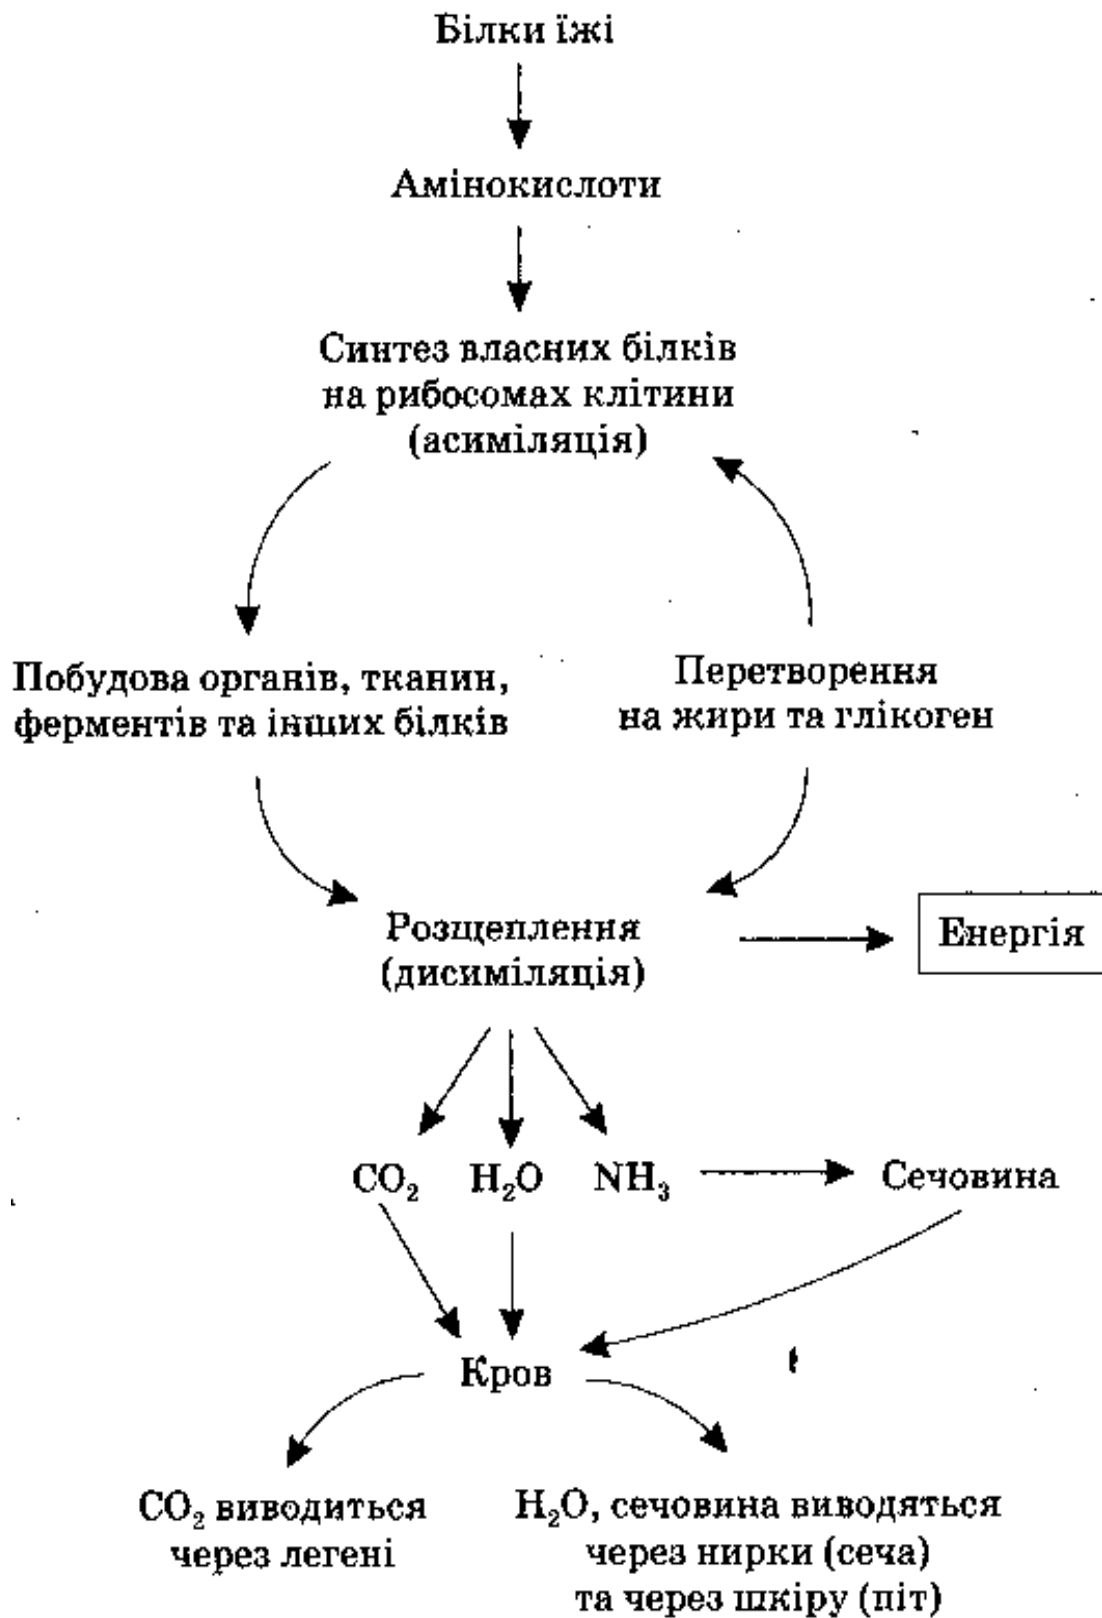 Білки їжі
Амінокислоти
Синтез власних білків
на рибосомах клітини
(асиміляція)
Побудова органів, тканин,
ферментів та інших білків
Перетворення
на жири та глікоген
Розщеплення
(дисиміляція)
Енергія
CO₂ H₂O NH₃ Сечовина
Кров
CO₂ виводиться
через легені
H₂O, сечовина виводяться
через нирки (сеча)
та через шкіру (піт)